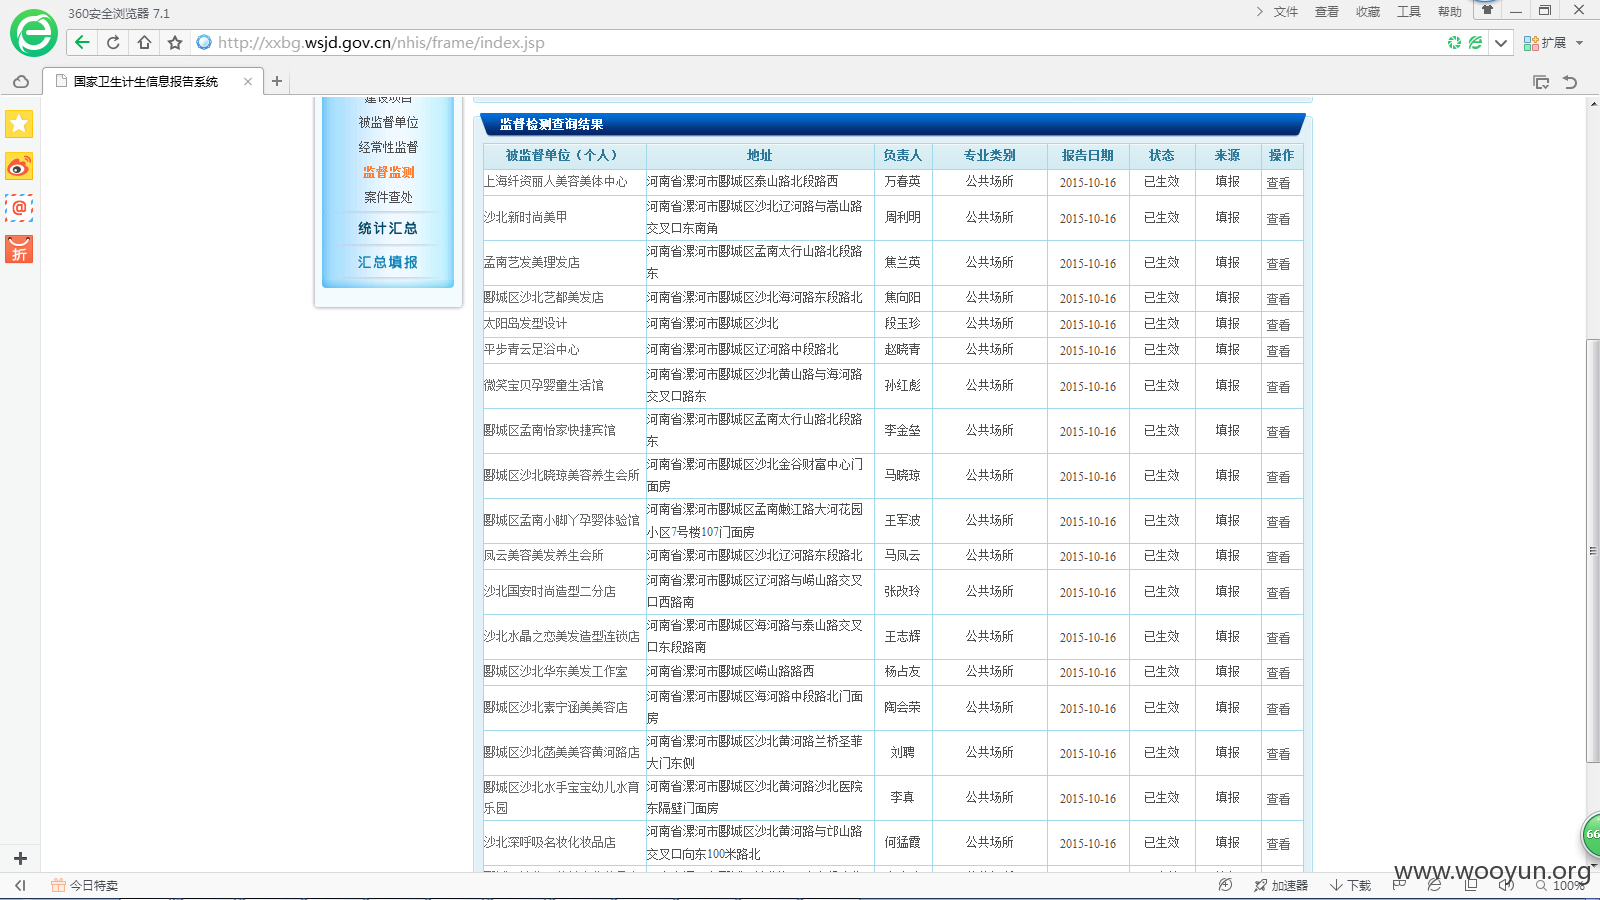 360安全浏览器 7.1
文件 查看 收藏 工具 帮助
http://xxbg.wsjd.gov.cn/nhis/frame/index.jsp
扩展
国家卫生计生信息报告系统
建设项目
被监督单位
经常性监督
监督监测
案件查处
统计汇总
汇总填报
监督检测查询结果
被监督单位（个人） 地址 负责人 专业类别 报告日期 状态 来源 操作
上海纤资丽人美容美体中心 河南省漯河市郾城区泰山路北段路西 万春英 公共场所 2015-10-16 已生效 填报 查看
沙北新时尚美甲 河南省漯河市郾城区沙北辽河路与嵩山路
交叉口东南角 周利明 公共场所 2015-10-16 已生效 填报 查看
孟南艺发美理发店 河南省漯河市郾城区孟南太行山路北段路
东 焦兰英 公共场所 2015-10-16 已生效 填报 查看
郾城区沙北艺都美发店 河南省漯河市郾城区沙北海河路东段路北 焦向阳 公共场所 2015-10-16 已生效 填报 查看
太阳岛发型设计 河南省漯河市郾城区沙北 段玉珍 公共场所 2015-10-16 已生效 填报 查看
平步青云足浴中心 河南省漯河市郾城区辽河路中段路北 赵晓青 公共场所 2015-10-16 已生效 填报 查看
微笑宝贝孕婴童生活馆 河南省漯河市郾城区沙北黄山路与海河路
交叉口路东 孙红彪 公共场所 2015-10-16 已生效 填报 查看
郾城区孟南怡家快捷宾馆 河南省漯河市郾城区孟南太行山路北段路
东 李金垒 公共场所 2015-10-16 已生效 填报 查看
郾城区沙北晓琼美容养生会所 河南省漯河市郾城区沙北金谷财富中心门
面房 马晓琼 公共场所 2015-10-16 已生效 填报 查看
郾城区孟南小脚丫孕婴体验馆 河南省漯河市郾城区孟南嫩江路大河花园
小区7号楼107门面房 王军波 公共场所 2015-10-16 已生效 填报 查看
凤云美容美发养生会所 河南省漯河市郾城区沙北辽河路东段路北 马凤云 公共场所 2015-10-16 已生效 填报 查看
沙北国安时尚造型二分店 河南省漯河市郾城区辽河路与崂山路交叉
口西路南 张改玲 公共场所 2015-10-16 已生效 填报 查看
沙北水晶之恋美发造型连锁店 河南省漯河市郾城区海河路与泰山路交叉
口东段路南 王志辉 公共场所 2015-10-16 已生效 填报 查看
郾城区沙北华东美发工作室 河南省漯河市郾城区崂山路路西 杨占友 公共场所 2015-10-16 已生效 填报 查看
郾城区沙北素宁涵美美容店 河南省漯河市郾城区海河路中段路北门面
房 陶会荣 公共场所 2015-10-16 已生效 填报 查看
郾城区沙北菡美美容黄河路店 河南省漯河市郾城区沙北黄河路兰桥圣菲
大门东侧 刘聘 公共场所 2015-10-16 已生效 填报 查看
郾城区沙北水手宝宝幼儿水育
乐园 河南省漯河市郾城区沙北黄河路沙北医院
东隔壁门面房 李真 公共场所 2015-10-16 已生效 填报 查看
沙北深呼吸名妆化妆品店 河南省漯河市郾城区沙北黄河路与邙山路
交叉口向东100米路北 何猛霞 公共场所 2015-10-16 已生效 填报 查看
折
66
今日特卖
加速器 下载 100%
www.wooyun.org